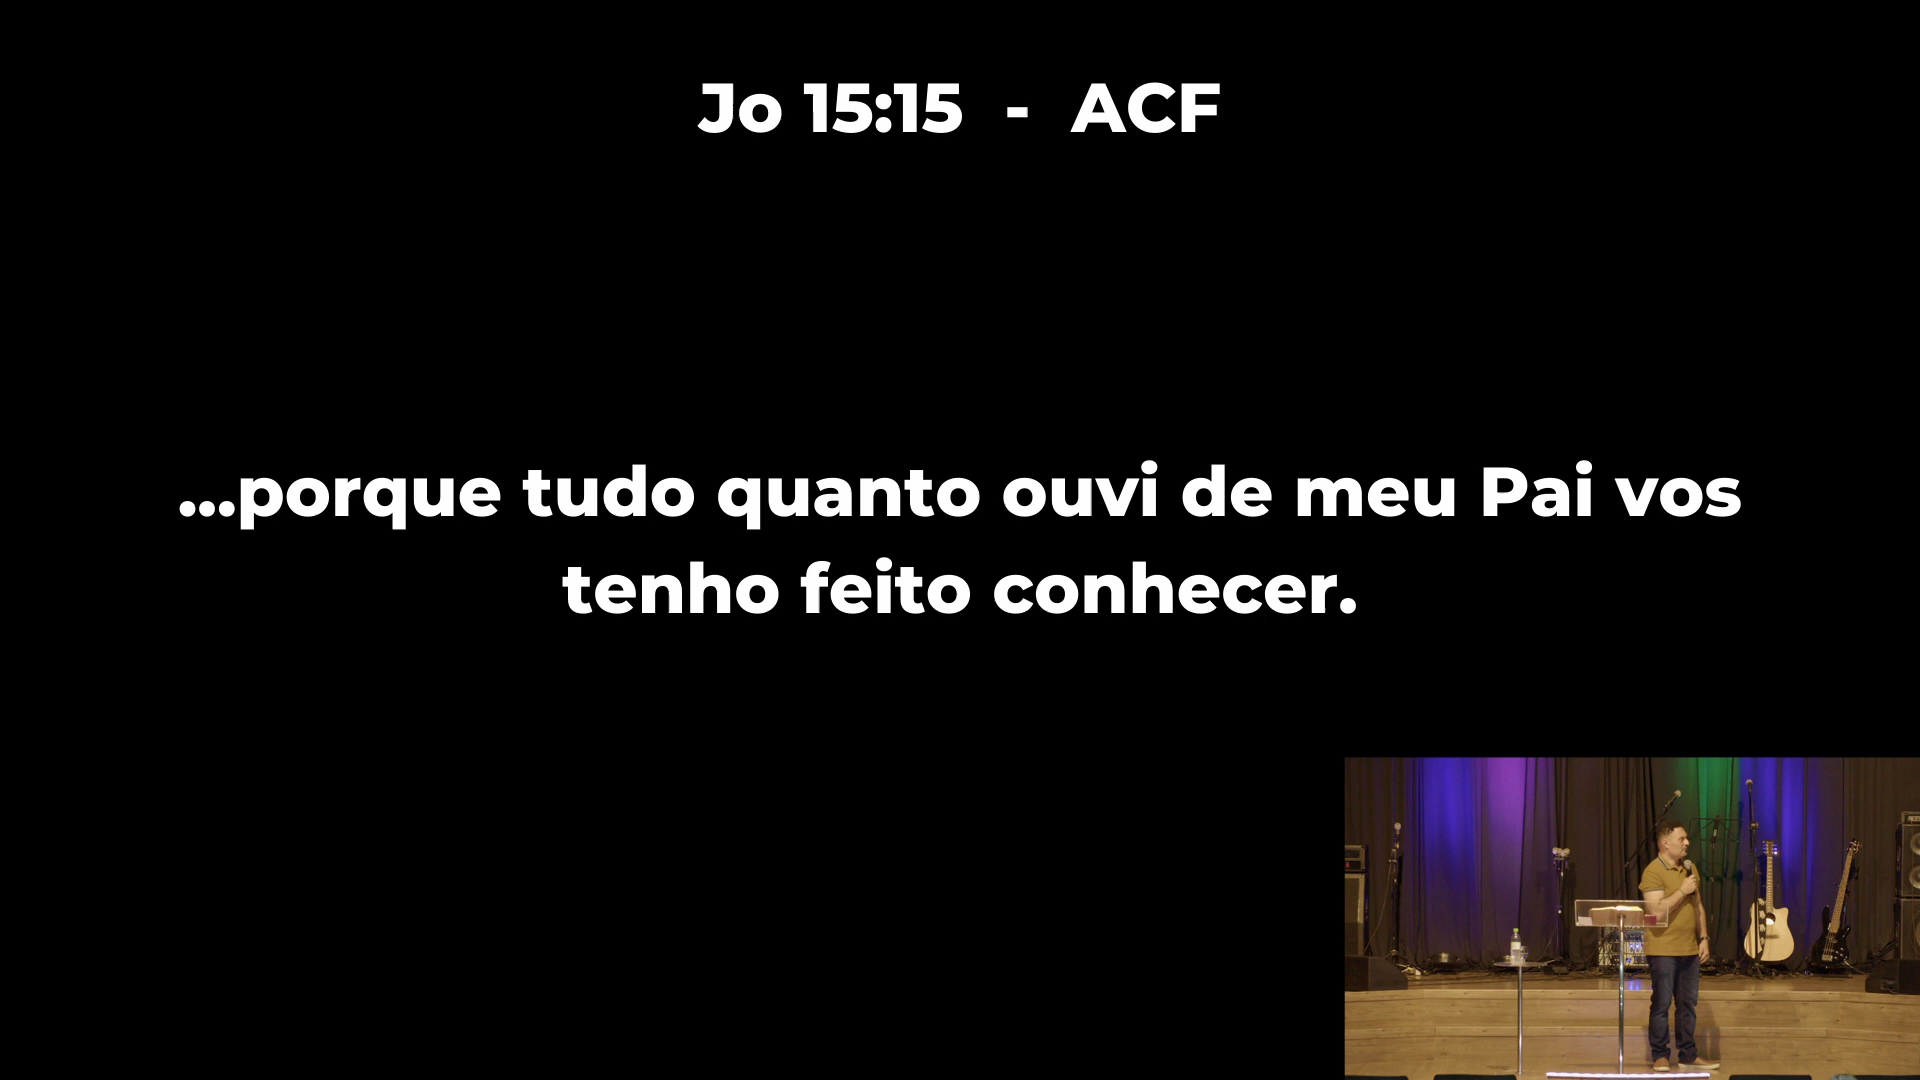 Jo 15:15 - ACF
...porque tudo quanto ouvi de meu Pai vos
tenho feito conhecer.